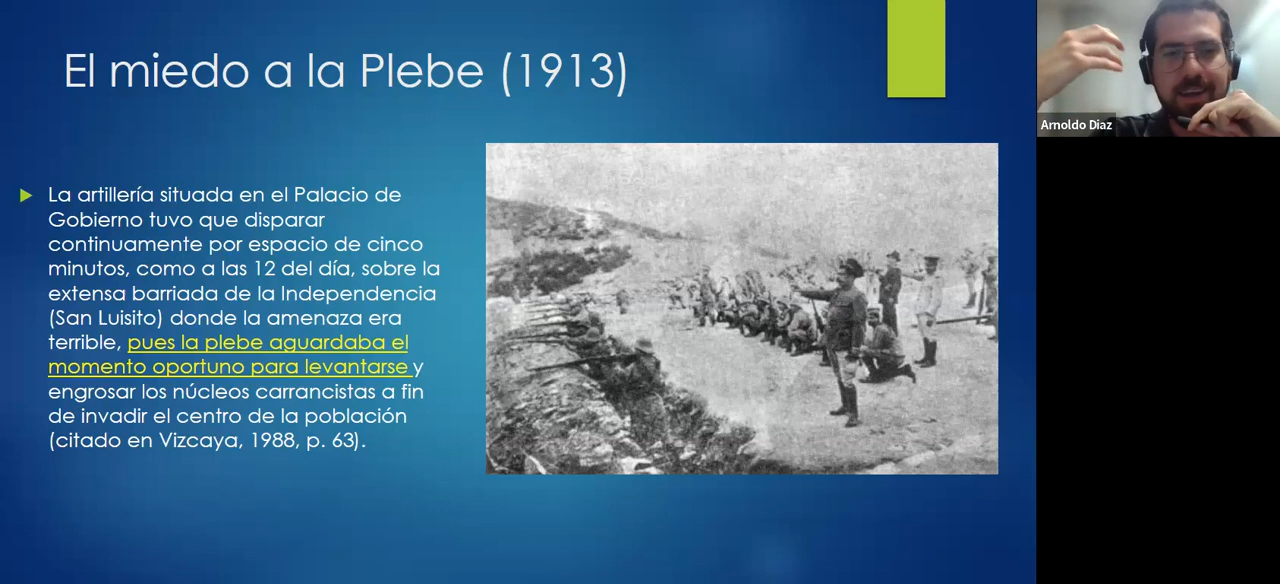 El miedo a la Plebe (1913)
La artillería situada en el Palacio de
Gobierno tuvo que disparar
continuamente por espacio de cinco
minutos, como a las 12 del día, sobre la
extensa barriada de la Independencia
(San Luisito) donde la amenaza era
terrible, pues la plebe aguardaba el
momento oportuno para levantarse y
engrosar los núcleos carrancistas a fin
de invadir el centro de la población
(citado en Vizcaya, 1988, p. 63).
Arnoldo Diaz